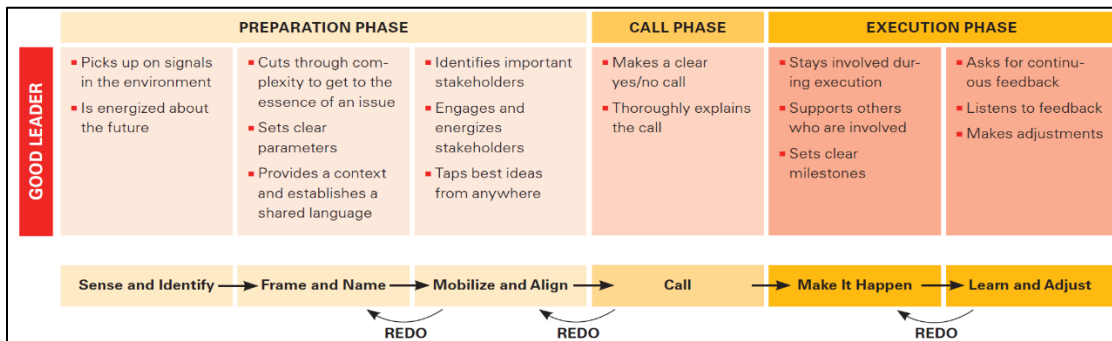 PREPARATION PHASE
CALL PHASE
EXECUTION PHASE
GOOD LEADER
Picks up on signals
in the environment
Is energized about
the future
Cuts through com-
plexity to get to the
essence of an issue
Sets clear
parameters
Provides a context
and establishes a
shared language
Identifies important
stakeholders
Engages and
energizes
stakeholders
Taps best ideas
from anywhere
Makes a clear
yes/no call
Thoroughly explains
the call
Stays involved dur-
ing execution
Supports others
who are involved
Sets clear
milestones
Asks for continu-
ous feedback
Listens to feedback
Makes adjustments
Sense and Identify
Frame and Name
Mobilize and Align
Call
Make It Happen
Learn and Adjust
REDO
REDO
REDO